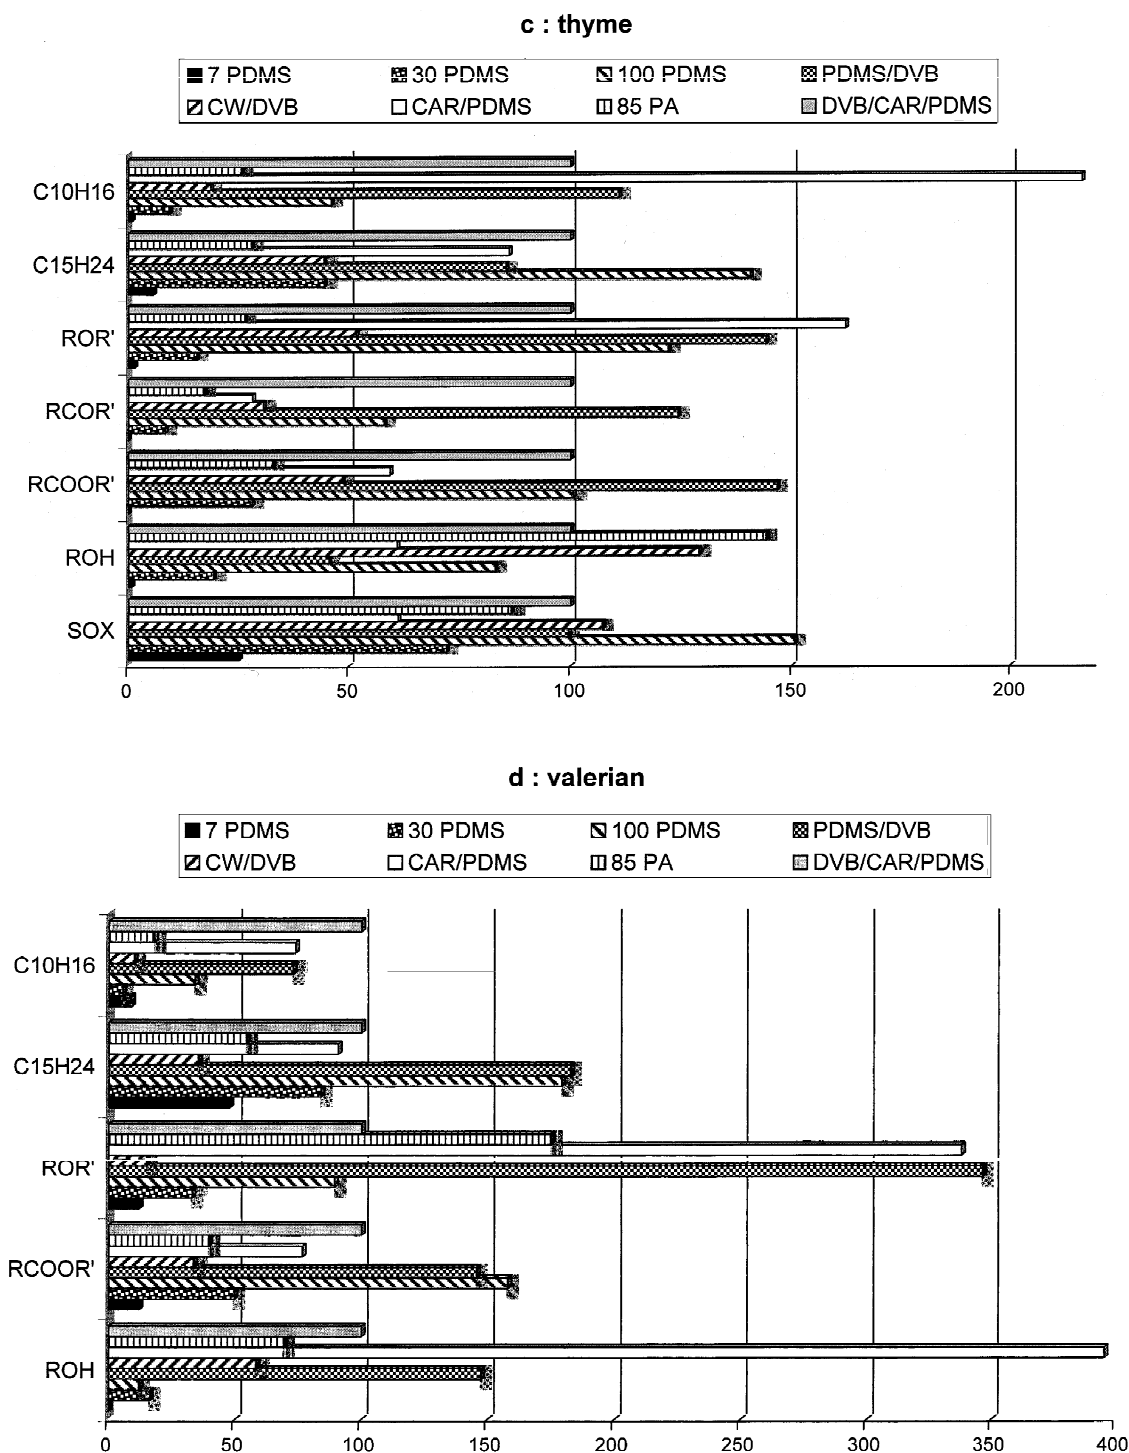 c : thyme
7 PDMS 30 PDMS 100 PDMS PDMS/DVB
CW/DVB CAR/PDMS 85 PA DVB/CAR/PDMS
C10H16
C15H24
ROR'
RCOR'
RCOOR'
ROH
SOX
0 50 100 150 200
d : valerian
7 PDMS 30 PDMS 100 PDMS PDMS/DVB
CW/DVB CAR/PDMS 85 PA DVB/CAR/PDMS
C10H16
C15H24
ROR'
RCOOR'
ROH
0 50 100 150 200 250 300 350 400